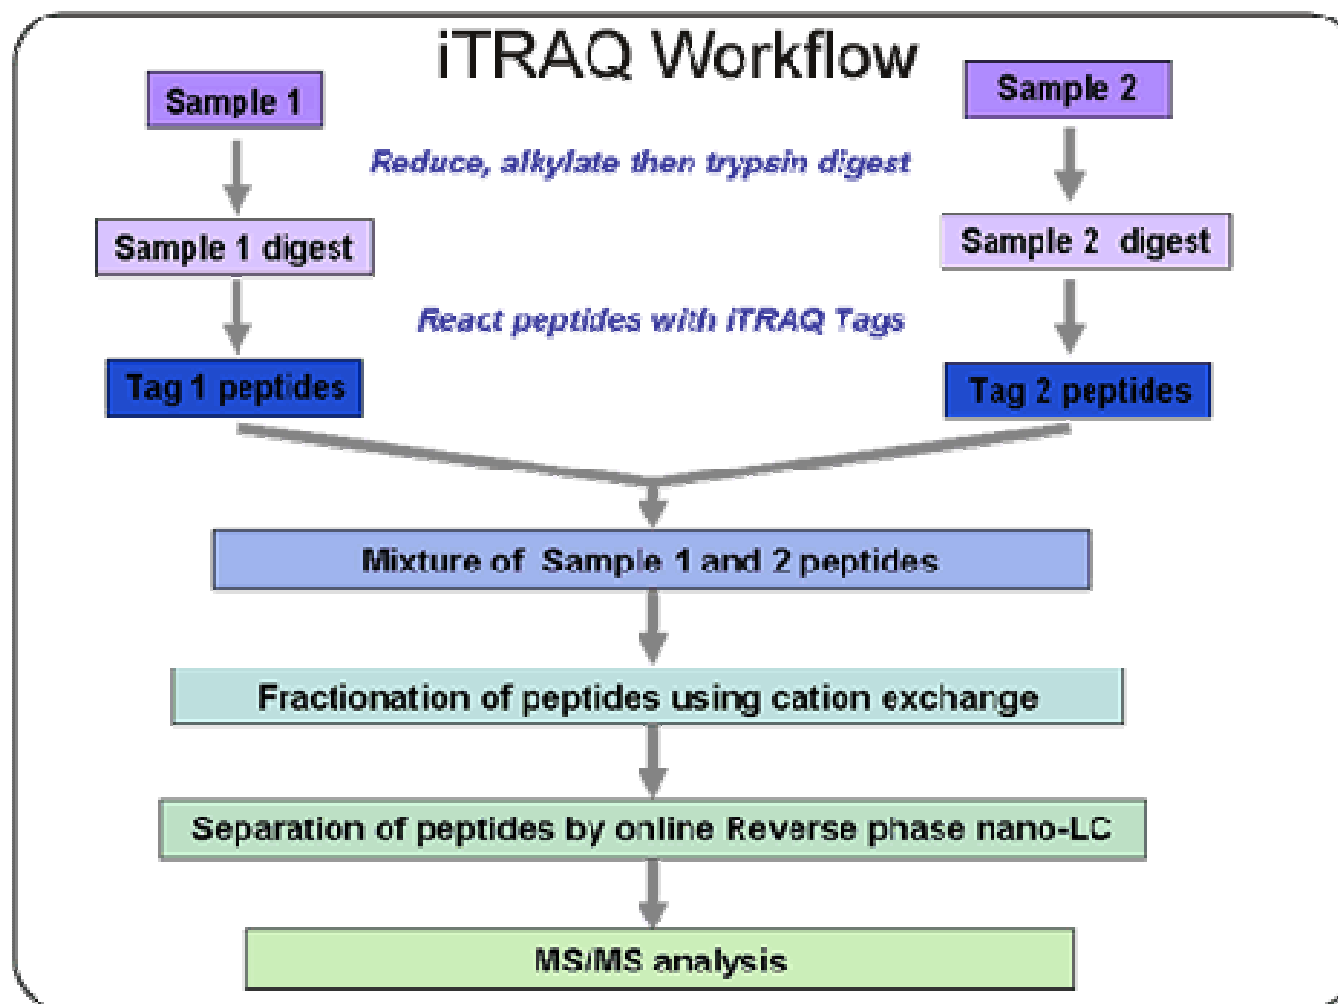 iTRAQ Workflow
Sample 1
Sample 2
Reduce, alkylate then trypsin digest
Sample 1 digest
Sample 2 digest
React peptides with iTRAQ Tags
Tag 1 peptides
Tag 2 peptides
Mixture of Sample 1 and 2 peptides
Fractionation of peptides using cation exchange
Separation of peptides by online Reverse phase nano-LC
MS/MS analysis